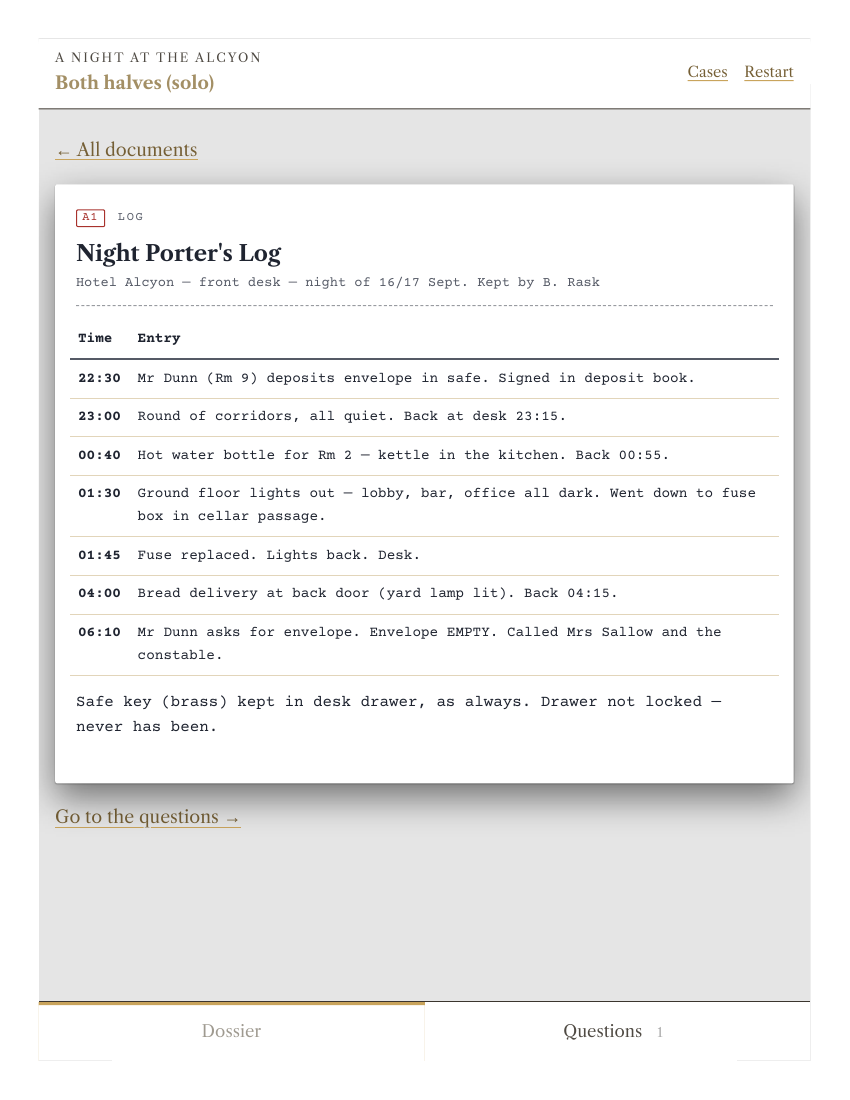 A NIGHT AT THE ALCYON
Both halves (solo)
Cases Restart
← All documents
A1 LOG
Night Porter's Log
Hotel Alcyon — front desk — night of 16/17 Sept. Kept by B. Rask
Time Entry
22:30 Mr Dunn (Rm 9) deposits envelope in safe. Signed in deposit book.
23:00 Round of corridors, all quiet. Back at desk 23:15.
00:40 Hot water bottle for Rm 2 — kettle in the kitchen. Back 00:55.
01:30 Ground floor lights out — lobby, bar, office all dark. Went down to fuse
box in cellar passage.
01:45 Fuse replaced. Lights back. Desk.
04:00 Bread delivery at back door (yard lamp lit). Back 04:15.
06:10 Mr Dunn asks for envelope. Envelope EMPTY. Called Mrs Sallow and the
constable.
Safe key (brass) kept in desk drawer, as always. Drawer not locked —
never has been.
Go to the questions →
Dossier
Questions 1